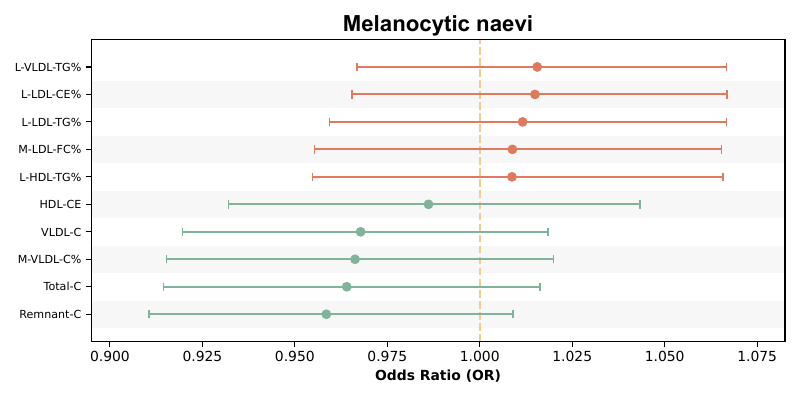 Melanocytic naevi
L-VLDL-TG%
L-LDL-CE%
L-LDL-TG%
M-LDL-FC%
L-HDL-TG%
HDL-CE
VLDL-C
M-VLDL-C%
Total-C
Remnant-C
0.900 0.925 0.950 0.975 1.000 1.025 1.050 1.075
Odds Ratio (OR)